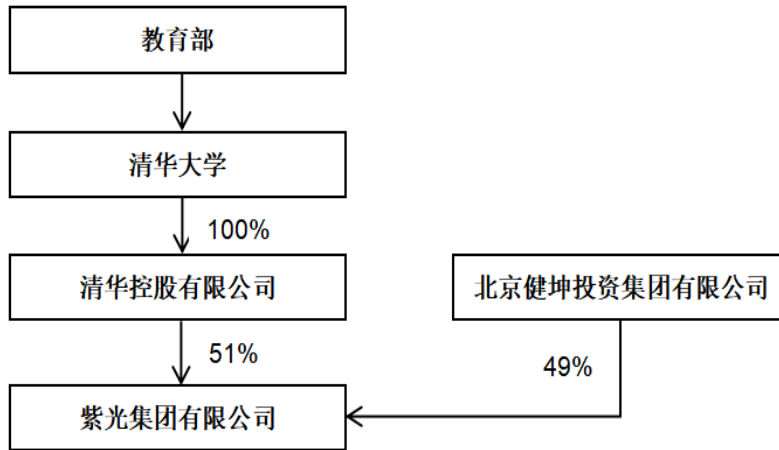 教育部
清华大学
100%
清华控股有限公司
北京健坤投资集团有限公司
51%
49%
紫光集团有限公司